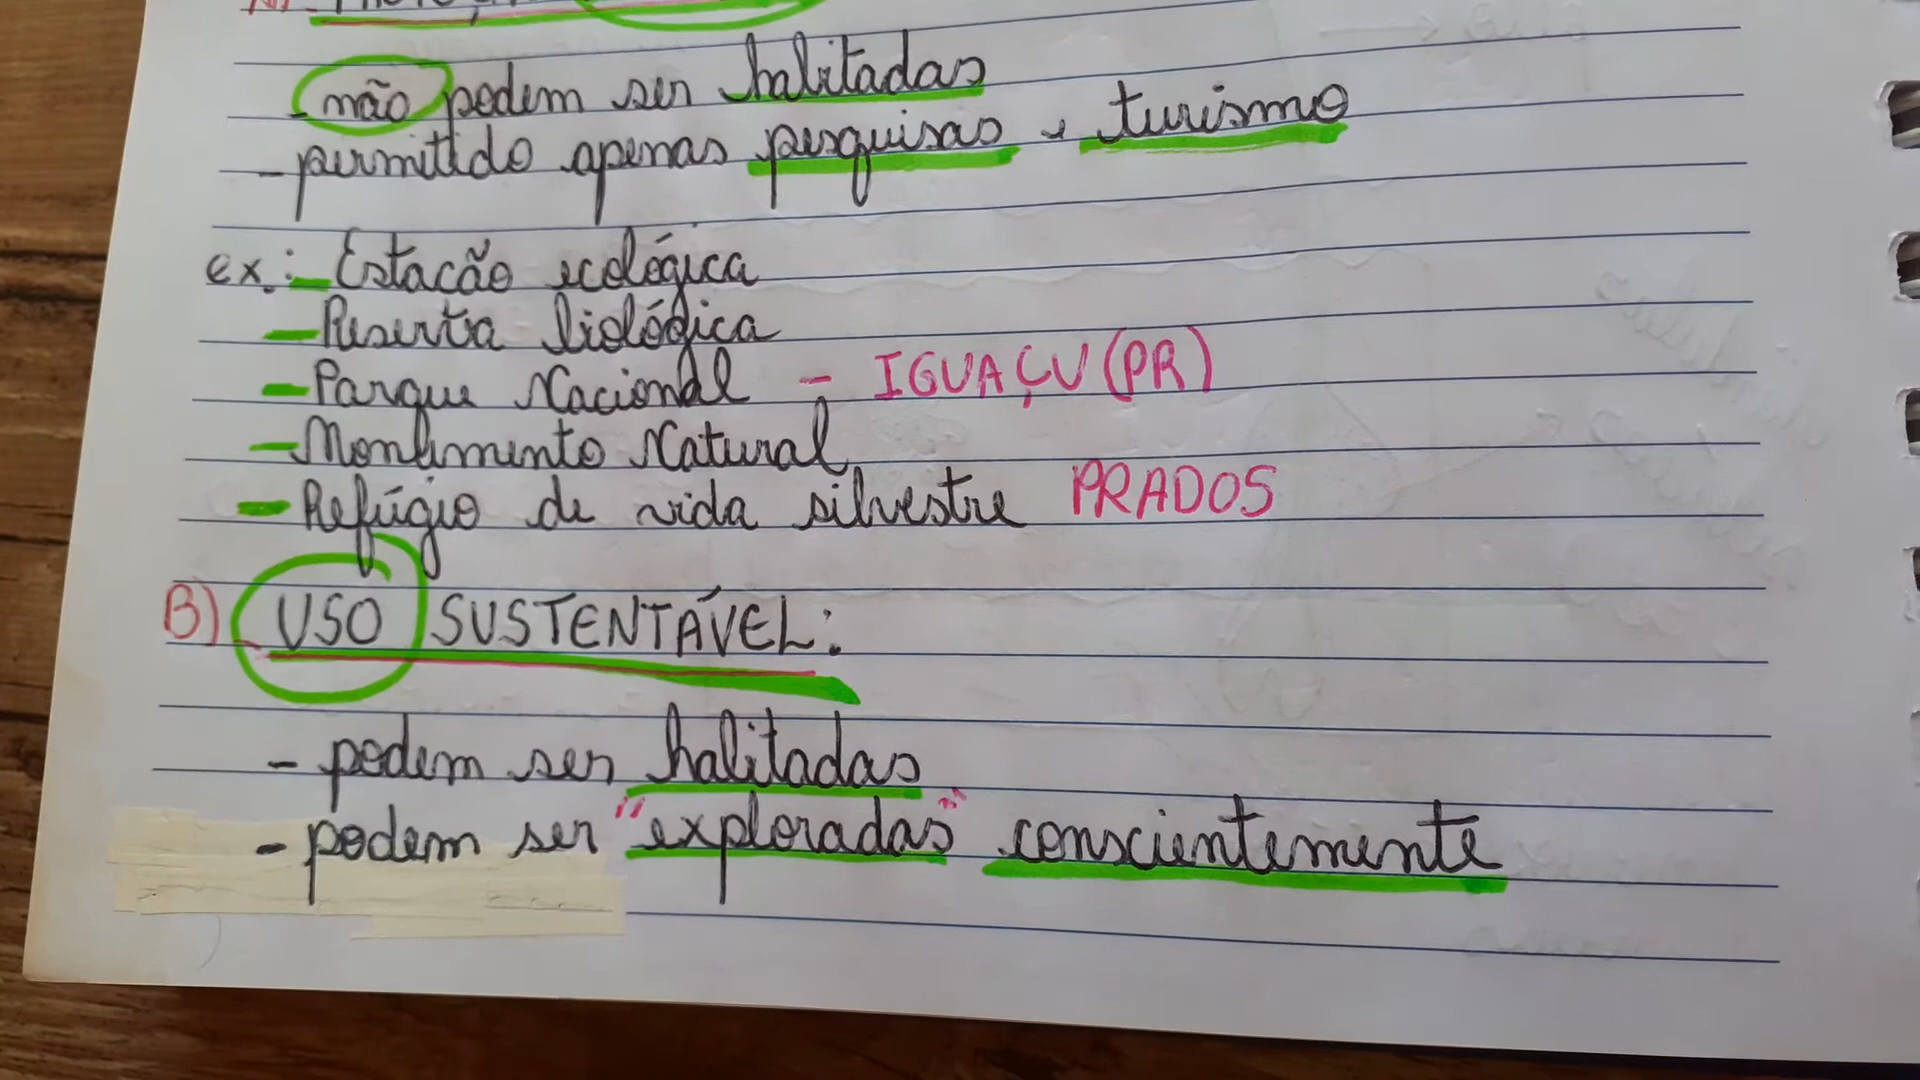 - não podem ser habitadas
- permitido apenas pesquisas e turismo
ex.: - Estacão ecológica
- Reserva biológica
- Parque Nacional - IGUAÇU (PR)
- Monumento Natural
- Refúgio de vida silvestre PRADOS
B) USO SUSTENTÁVEL:
- podem ser habitadas
- podem ser "exploradas" conscientemente